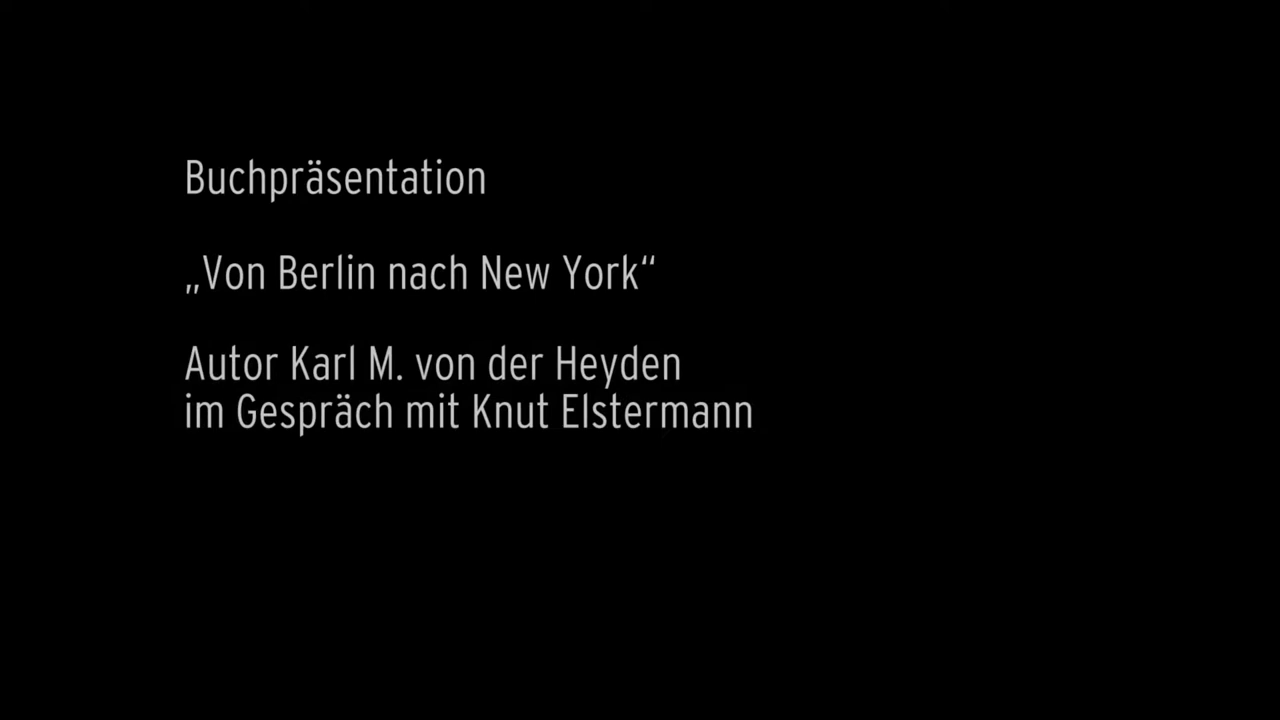 Buchpräsentation
„Von Berlin nach New York“
Autor Karl M. von der Heyden
im Gespräch mit Knut Elstermann